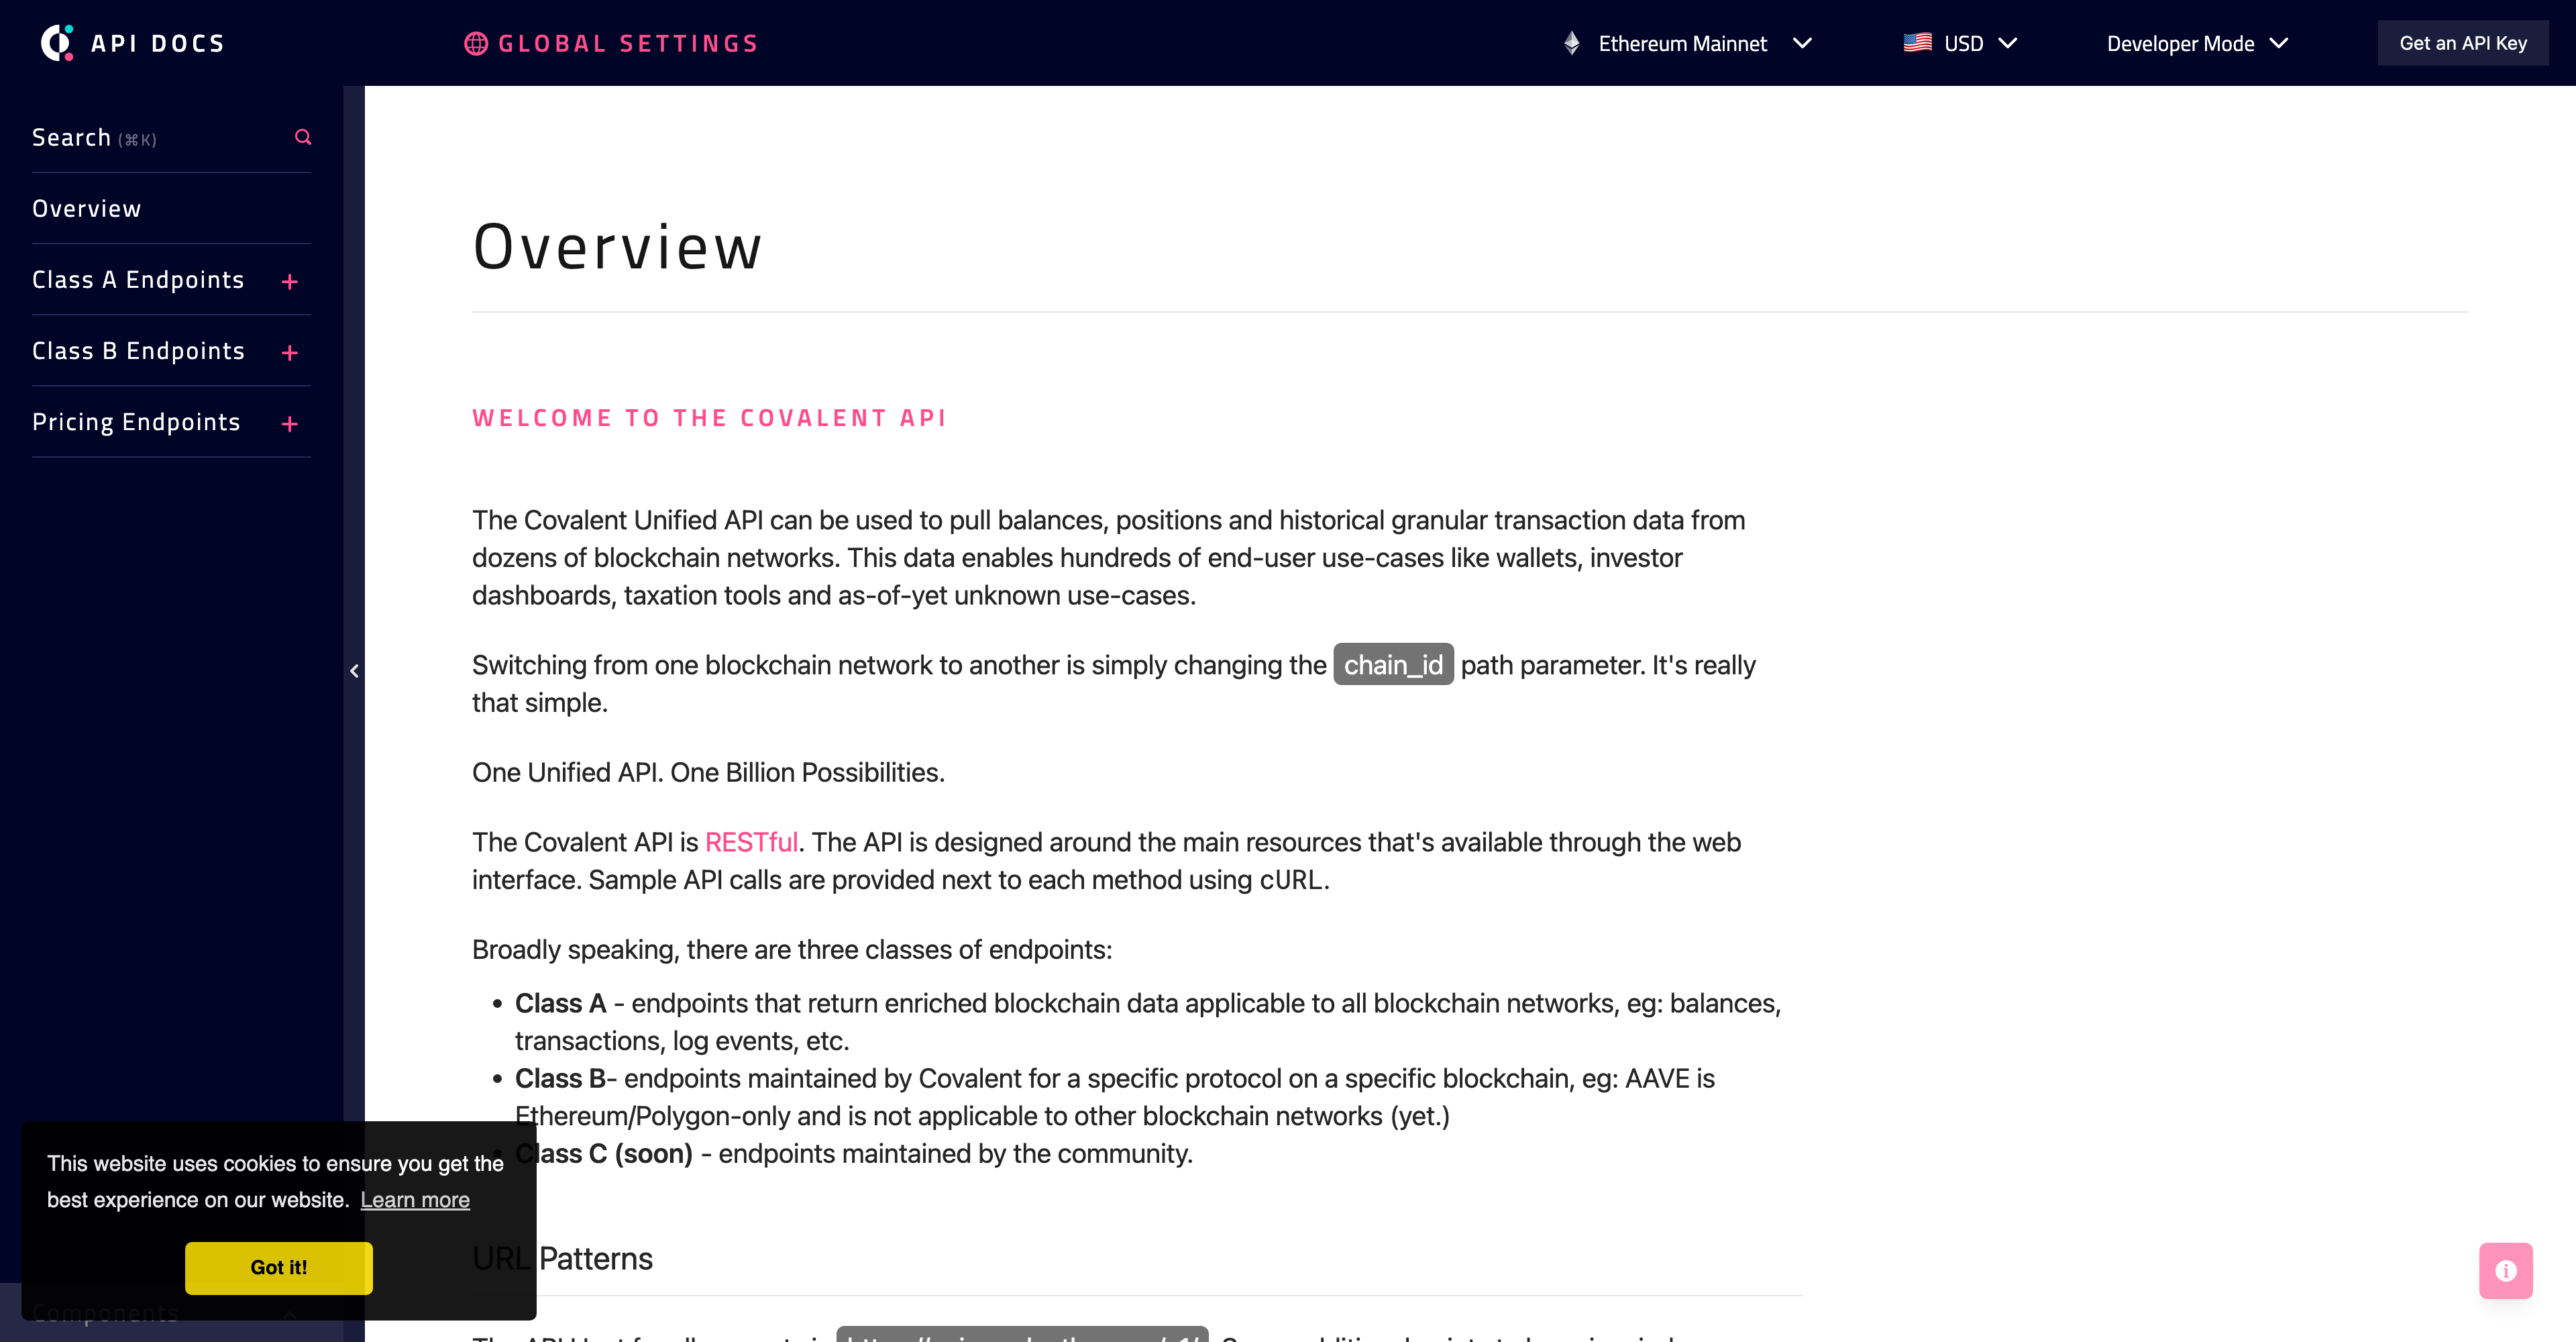 API DOCS
GLOBAL SETTINGS
Ethereum Mainnet
USD
Developer Mode
Get an API Key
Search (⌘K)
Overview
Class A Endpoints
Class B Endpoints
Pricing Endpoints
Overview
WELCOME TO THE COVALENT API
The Covalent Unified API can be used to pull balances, positions and historical granular transaction data from
dozens of blockchain networks. This data enables hundreds of end-user use-cases like wallets, investor
dashboards, taxation tools and as-of-yet unknown use-cases.
Switching from one blockchain network to another is simply changing the chain_id path parameter. It's really
that simple.
One Unified API. One Billion Possibilities.
The Covalent API is RESTful. The API is designed around the main resources that's available through the web
interface. Sample API calls are provided next to each method using cURL.
Broadly speaking, there are three classes of endpoints:
• Class A - endpoints that return enriched blockchain data applicable to all blockchain networks, eg: balances,
transactions, log events, etc.
• Class B- endpoints maintained by Covalent for a specific protocol on a specific blockchain, eg: AAVE is
Ethereum/Polygon-only and is not applicable to other blockchain networks (yet.)
• Class C (soon) - endpoints maintained by the community.
URL Patterns
This website uses cookies to ensure you get the
best experience on our website. Learn more
Got it!
Components